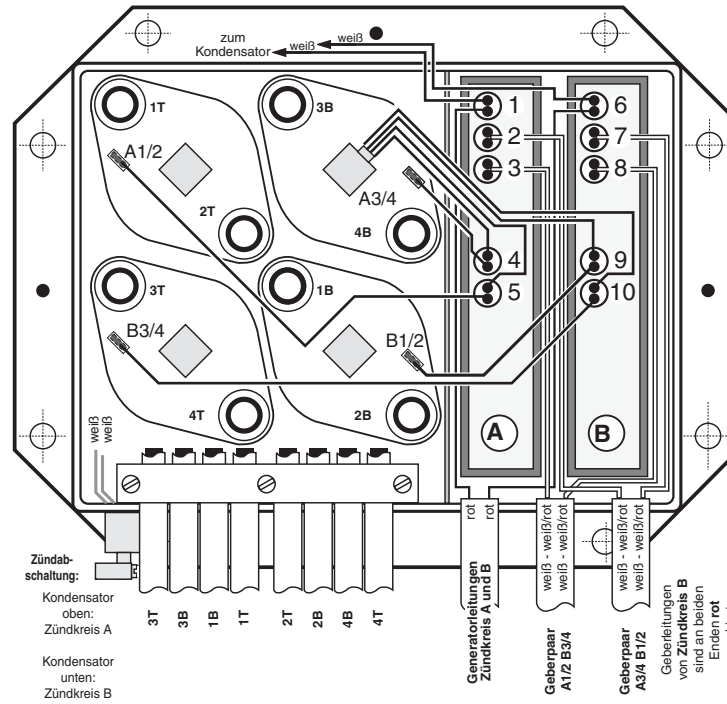 zum
Kondensator
weiß
weiß
1T
3B
A1/2
A3/4
2T
4B
3T
1B
B3/4
B1/2
4T
2B
1
2
3
4
5
A
6
7
8
9
10
B
weiß
weiß
Zündab-
schaltung:
Kondensator
oben:
Zündkreis A
Kondensator
unten:
Zündkreis B
3T
3B
1B
1T
2T
2B
4B
4T
rot
rot
Generatorleitungen
Zündkreis A und B
weiß - weiß/rot
weiß - weiß/rot
Geberpaar
A1/2 B3/4
weiß - weiß/rot
weiß - weiß/rot
Geberpaar
A3/4 B1/2
Geberleitungen
von Zündkreis B
sind an beiden
Enden rot